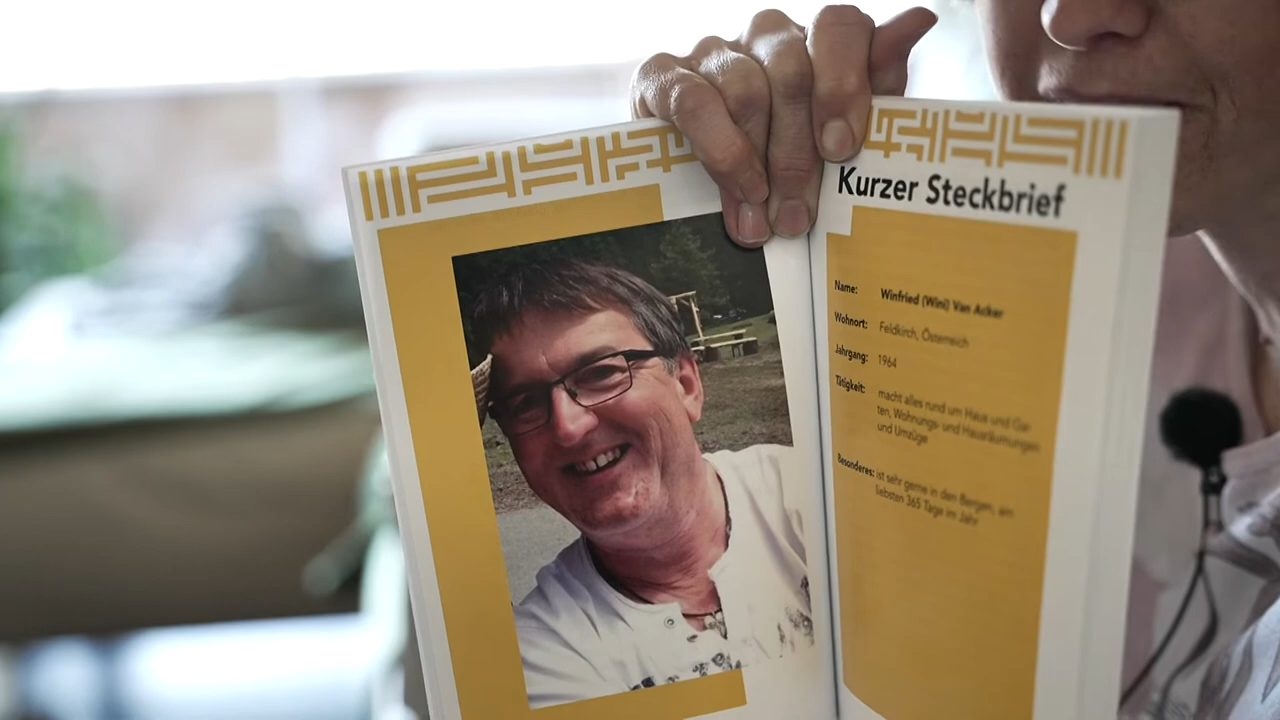 Kurzer Steckbrief
Name: Winfried (Wini) Van Acker
Wohnort: Feldkirch, Österreich
Jahrgang: 1964
Tätigkeit: macht alles rund um Haus und Gar-
ten, Wohnungs- und Hausräumungen
und Umzüge
Besonderes: ist sehr gerne in den Bergen, am
liebsten 365 Tage im Jahr